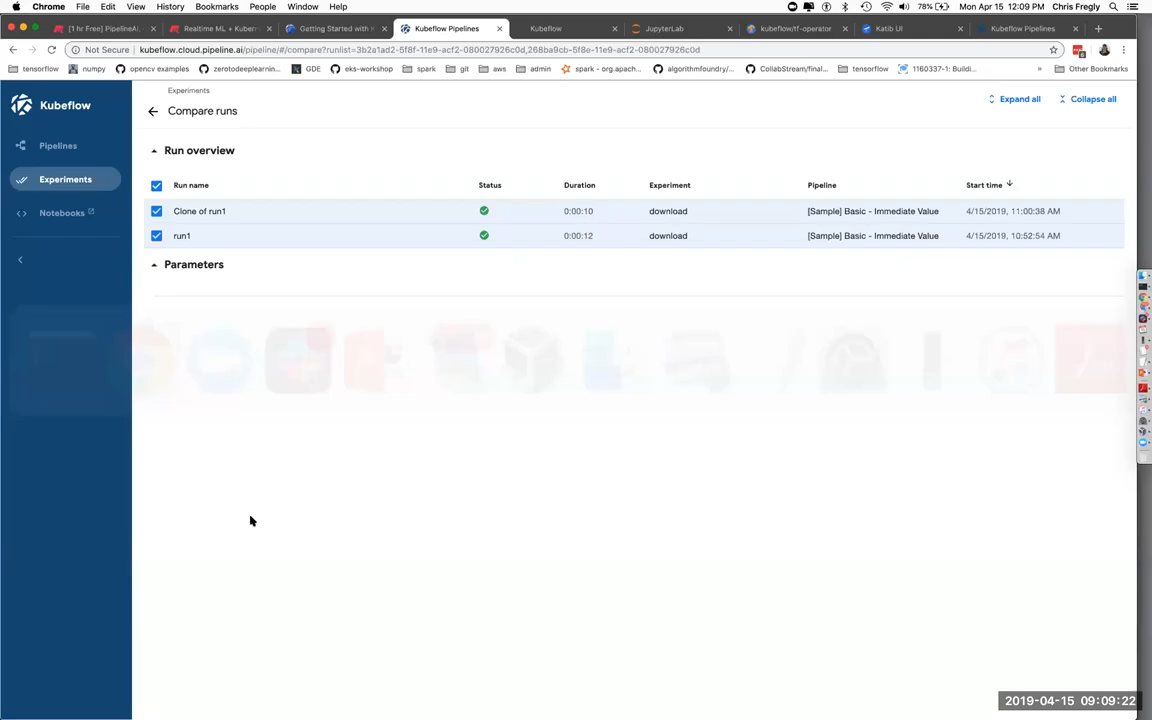 Chrome File Edit View History Bookmarks People Window Help 78% Mon Apr 15 12:09 PM Chris Fregly
[1 hr Free] PipelineAI, Realtime ML + Kubern Getting Started with K Kubeflow Pipelines Kubeflow JupyterLab kubeflow/tf-operator Katib UI Kubeflow Pipelines
Not Secure kubeflow.cloud.pipeline.ai/pipeline/#/compare?runlist=3b2a1ad2-5f8f-11e9-acf2-080027926c0d,268ba9cb-5f8e-11e9-acf2-080027926c0d
tensorflow numpy opencv examples zerotodeeplearnin... GDE eks-workshop spark git aws admin spark - org.apach... algorithmfoundry/... CollabStream/final... tensorflow 1160337-1: Buildi... » Other Bookmarks
Kubeflow
Pipelines
Experiments
Notebooks
Experiments
Compare runs
Expand all Collapse all
Run overview
Run name Status Duration Experiment Pipeline Start time
Clone of run1 0:00:10 download [Sample] Basic - Immediate Value 4/15/2019, 11:00:38 AM
run1 0:00:12 download [Sample] Basic - Immediate Value 4/15/2019, 10:52:54 AM
Parameters
2019-04-15 09:09:22